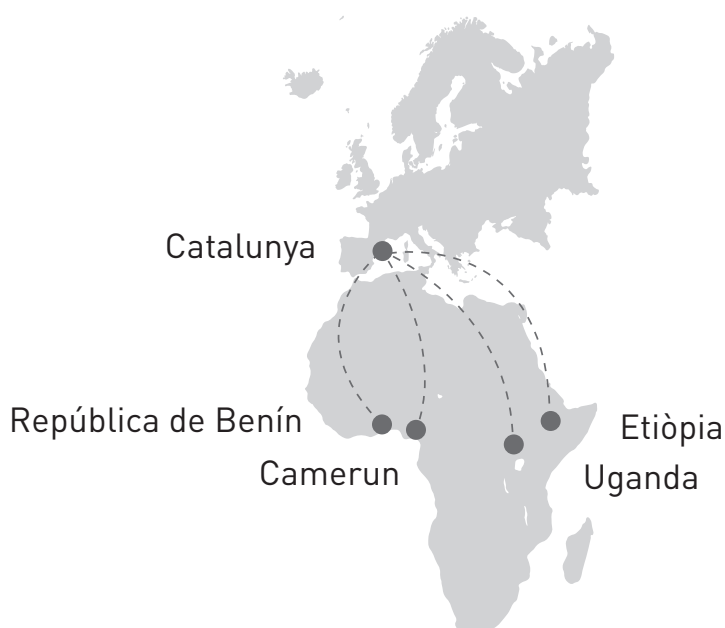 Catalunya
República de Benín
Etiòpia
Camerun
Uganda